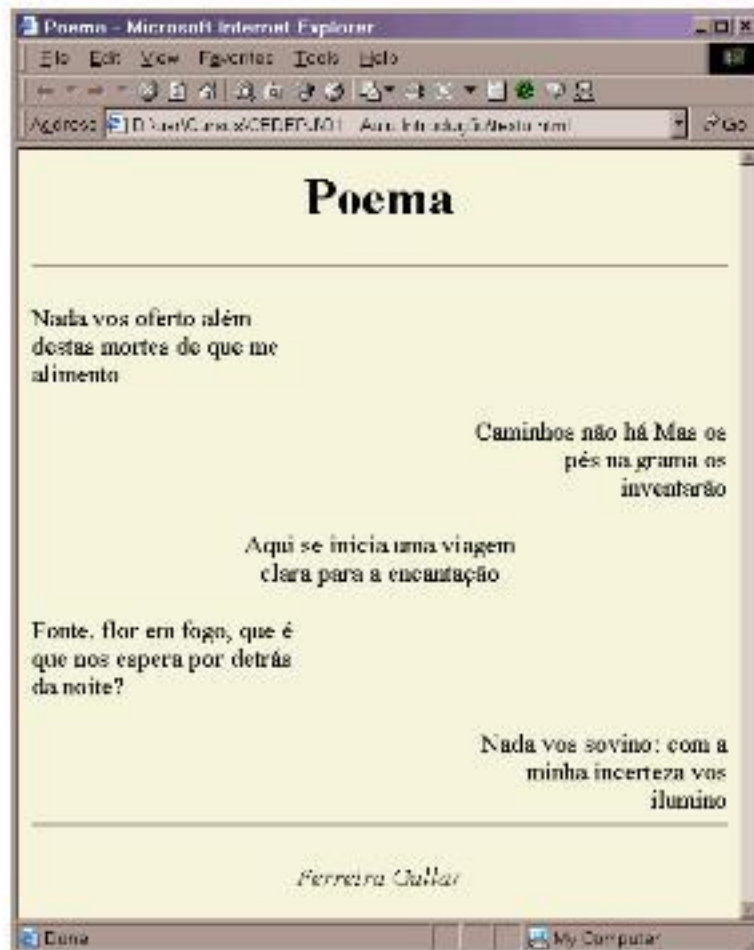 Poema - Microsoft Internet Explorer
File Edit View Favorites Tools Help
Address Go
Poema
Nada vos oferto além
destas mortes de que me
alimento
Caminhos não há Mas os
pés na grama os
inventarão
Aqui se inicia uma viagem
clara para a encantação
Fonte, flor em fogo, que é
que nos espera por detrás
da noite?
Nada vos sovino: com a
minha incerteza vos
ilumino
Ferreira Gullar
Done My Computer